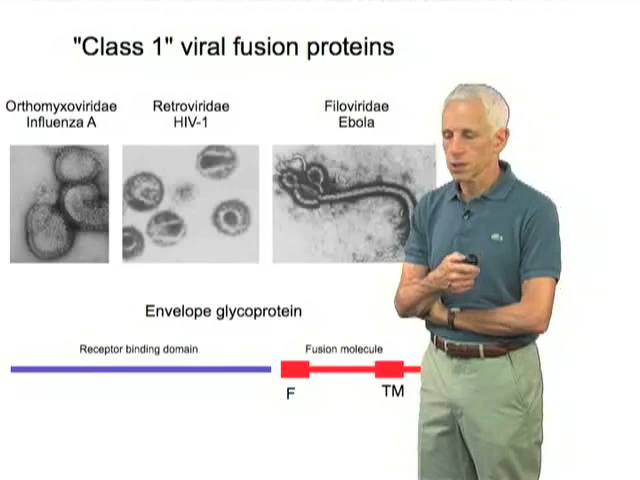 "Class 1" viral fusion proteins
Orthomyxoviridae
Influenza A
Retroviridae
HIV-1
Filoviridae
Ebola
Envelope glycoprotein
Receptor binding domain
Fusion molecule
F
TM